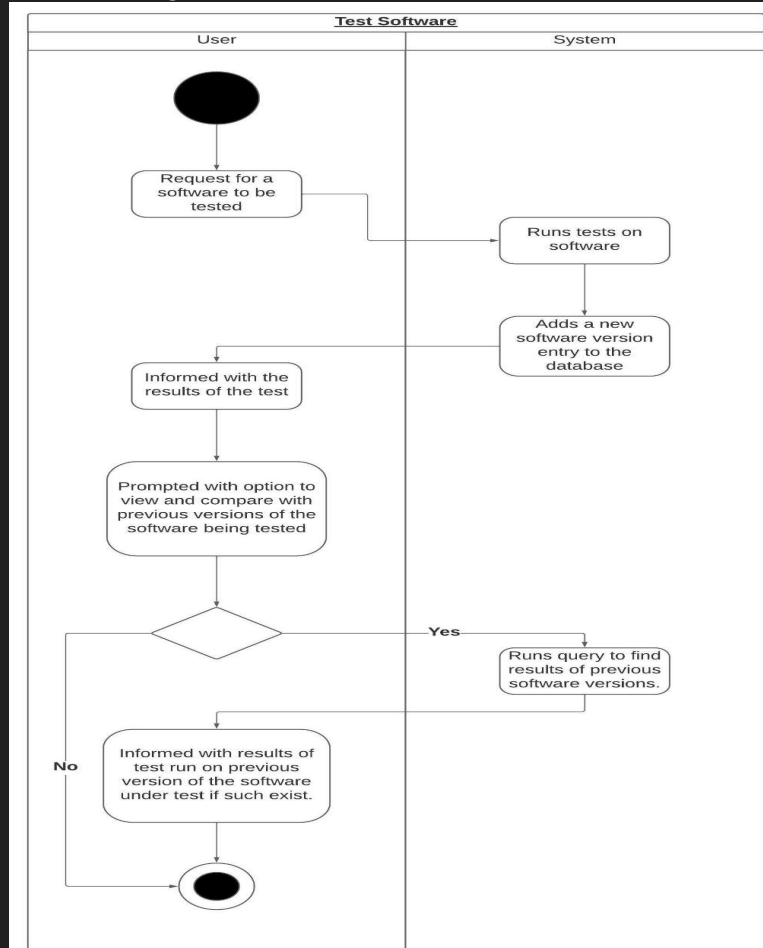 Test Software
User
System
Request for a
software to be
tested
Runs tests on
software
Adds a new
software version
entry to the
database
Informed with the
results of the test
Prompted with option to
view and compare with
previous versions of the
software being tested
Yes
Runs query to find
results of previous
software versions.
No
Informed with results of
test run on previous
version of the software
under test if such exist.